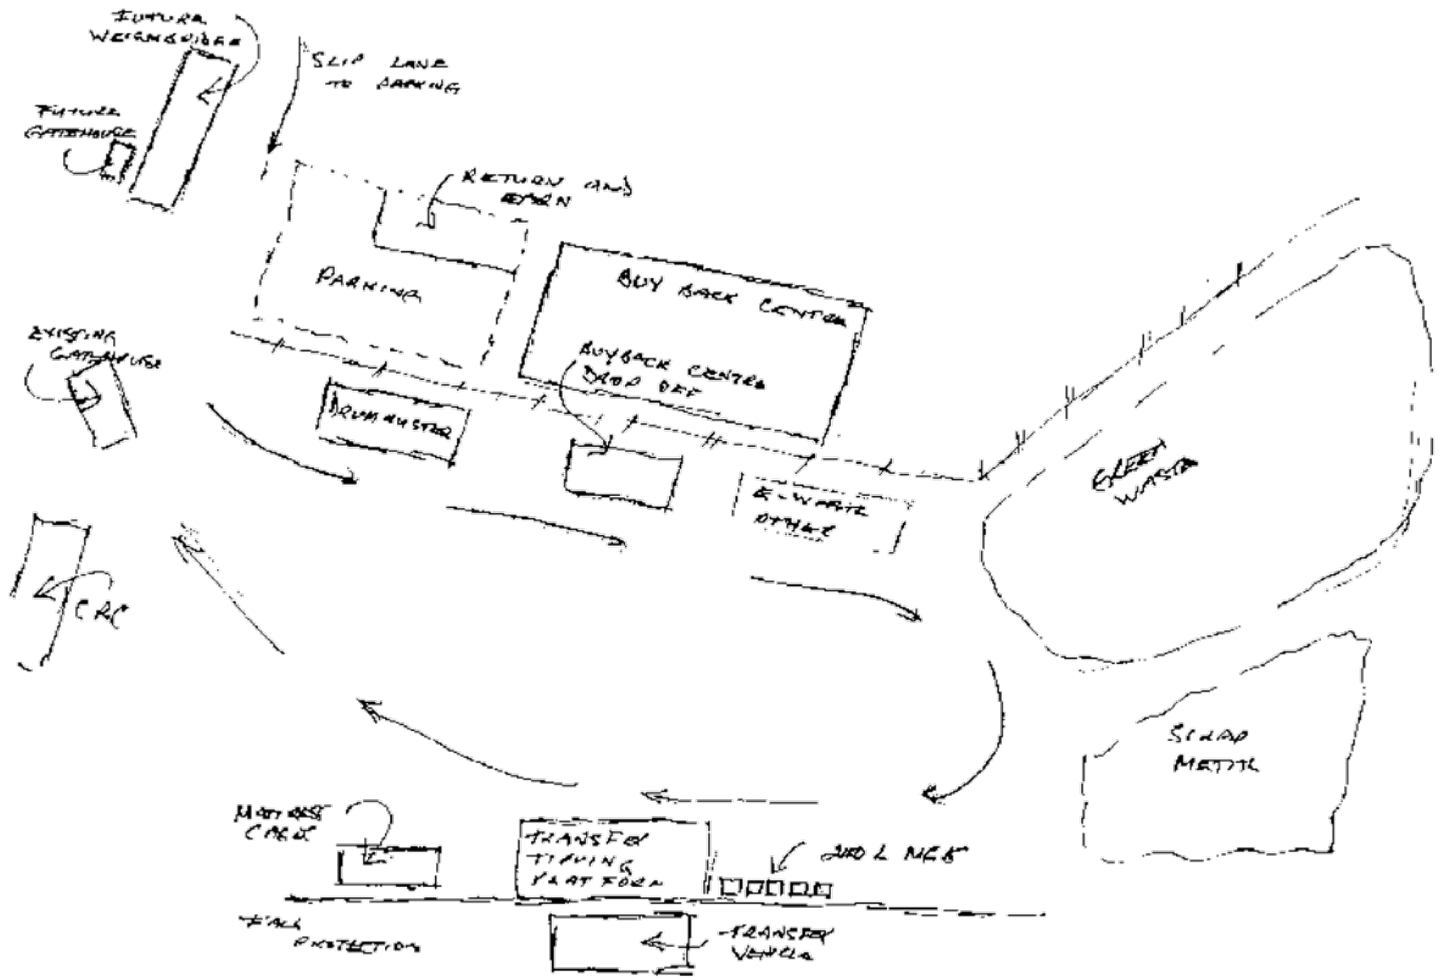 FUTURE
WEIGHBRIDGE
SLIP LANE
TO PARKING
FUTURE
GATEHOUSE
RETURN AND
EARN
PARKING
BUY BACK CENTRE
EXISTING
GATEHOUSE
BUYBACK CENTRE
DROP OFF
DRUMMUSTER
E-WASTE
OTHER
GREEN
WASTE
CRC
SCRAP
METAL
MATTRESS
TRANSFER
TIPPING
PLATFORM
240 L MGB
FALL
PROTECTION
TRANSFER
VEHICLE